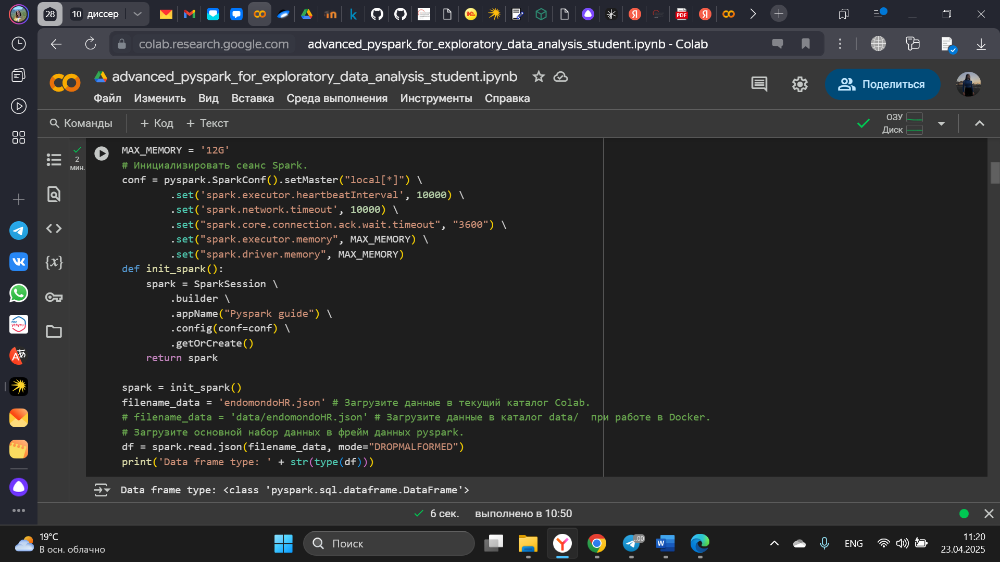 28
10 диссер
colab.research.google.com
advanced_pyspark_for_exploratory_data_analysis_student.ipynb - Colab
advanced_pyspark_for_exploratory_data_analysis_student.ipynb
Файл Изменить Вид Вставка Среда выполнения Инструменты Справка
Поделиться
Команды + Код + Текст
ОЗУ
Диск
2
мин.
MAX_MEMORY = '12G'
# Инициализировать сеанс Spark.
conf = pyspark.SparkConf().setMaster("local[*]") \
.set('spark.executor.heartbeatInterval', 10000) \
.set('spark.network.timeout', 10000) \
.set("spark.core.connection.ack.wait.timeout", "3600") \
.set("spark.executor.memory", MAX_MEMORY) \
.set("spark.driver.memory", MAX_MEMORY)
def init_spark():
spark = SparkSession \
.builder \
.appName("Pyspark guide") \
.config(conf=conf) \
.getOrCreate()
return spark
spark = init_spark()
filename_data = 'endomondoHR.json' # Загрузите данные в текущий каталог Colab.
# filename_data = 'data/endomondoHR.json' # Загрузите данные в каталог data/  при работе в Docker.
# Загрузите основной набор данных в фрейм данных pyspark.
df = spark.read.json(filename_data, mode="DROPMALFORMED")
print('Data frame type: ' + str(type(df)))
Data frame type: <class 'pyspark.sql.dataframe.DataFrame'>
6 сек. выполнено в 10:50
19°C
В осн. облачно
Поиск
ENG
11:20
23.04.2025